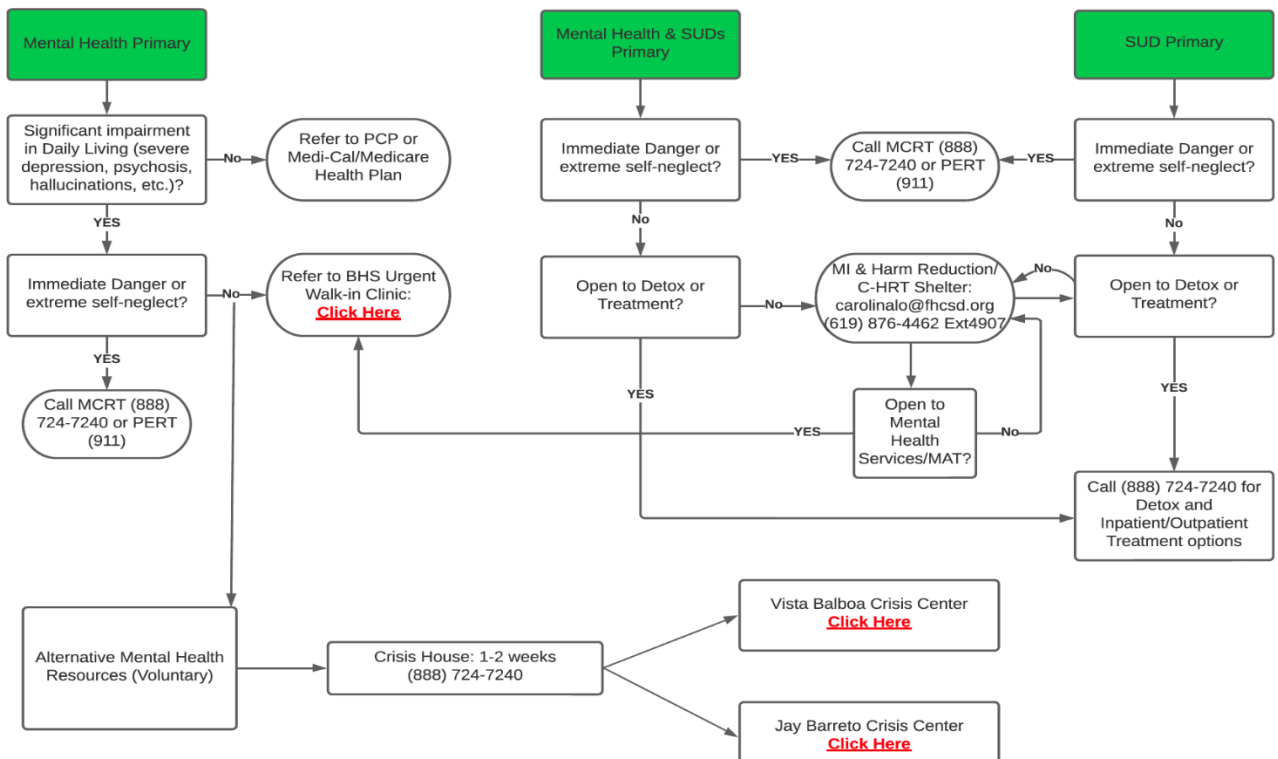 Mental Health Primary
Mental Health & SUDs
Primary
SUD Primary
Significant impairment
in Daily Living (severe
depression, psychosis,
hallucinations, etc.)?
No
Refer to PCP or
Medi-Cal/Medicare
Health Plan
Immediate Danger or
extreme self-neglect?
YES
Call MCRT (888)
724-7240 or PERT
(911)
YES
Immediate Danger or
extreme self-neglect?
YES
No
No
Immediate Danger or
extreme self-neglect?
No
Refer to BHS Urgent
Walk-in Clinic:
Click Here
Open to Detox or
Treatment?
No
MI & Harm Reduction/
C-HRT Shelter:
carolinalo@fhcsd.org
(619) 876-4462 Ext4907
No
Open to Detox or
Treatment?
YES
Call MCRT (888)
724-7240 or PERT
(911)
YES
YES
Open to
Mental
Health
Services/MAT?
No
YES
Call (888) 724-7240 for
Detox and
Inpatient/Outpatient
Treatment options
Alternative Mental Health
Resources (Voluntary)
Crisis House: 1-2 weeks
(888) 724-7240
Vista Balboa Crisis Center
Click Here
Jay Barreto Crisis Center
Click Here